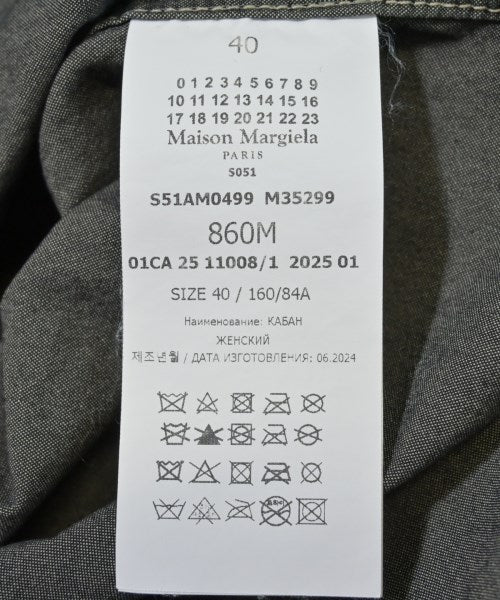 40
0 1 2 3 4 5 6 7 8 9
10 11 12 13 14 15 16
17 18 19 20 21 22 23
Maison Margiela
PARIS
S051
S51AM0499 M35299
860M
01CA 25 11008/1 2025 01
SIZE 40 / 160/84A
Наименование: КАБАН
ЖЕНСКИЙ
제조년월 / ДАТА ИЗГОТОВЛЕНИЯ: 06.2024